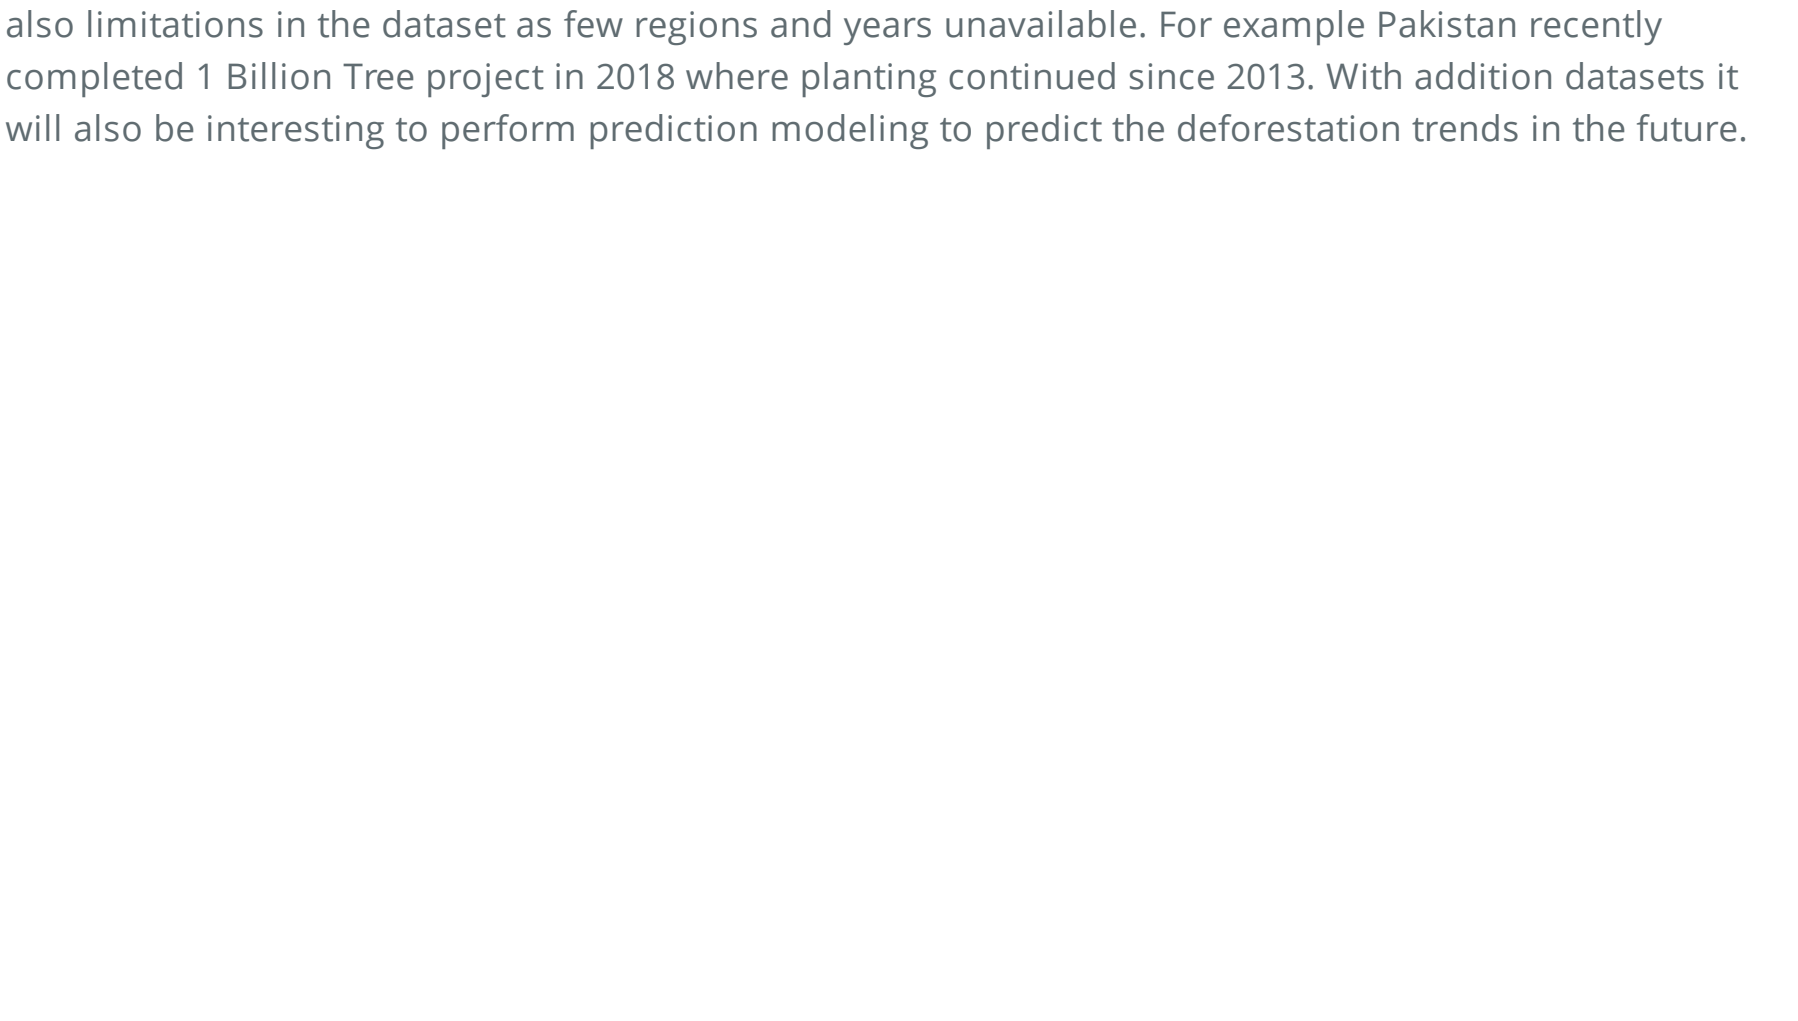 also limitations in the dataset as few regions and years unavailable. For example Pakistan recently
completed 1 Billion Tree project in 2018 where planting continued since 2013. With addition datasets it
will also be interesting to perform prediction modeling to predict the deforestation trends in the future.